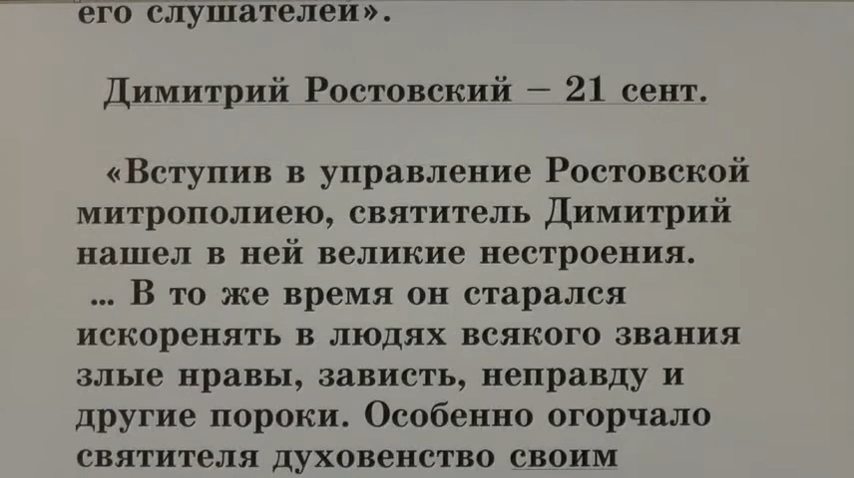 его слушателей».
Димитрий Ростовский – 21 сент.
«Вступив в управление Ростовской
митрополиею, святитель Димитрий
нашел в ней великие нестроения.
... В то же время он старался
искоренять в людях всякого звания
злые нравы, зависть, неправду и
другие пороки. Особенно огорчало
святителя духовенство своим